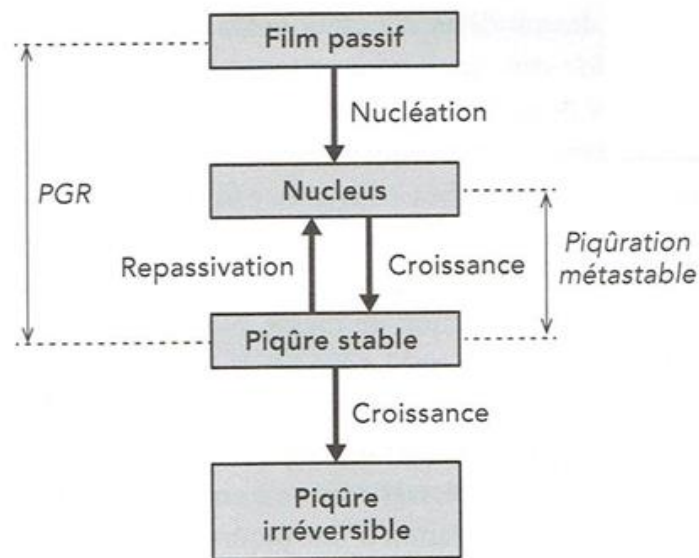 Film passif
Nucléation
Nucleus
PGR
Piqûration
métastable
Repassivation
Croissance
Piqûre stable
Croissance
Piqûre
irréversible